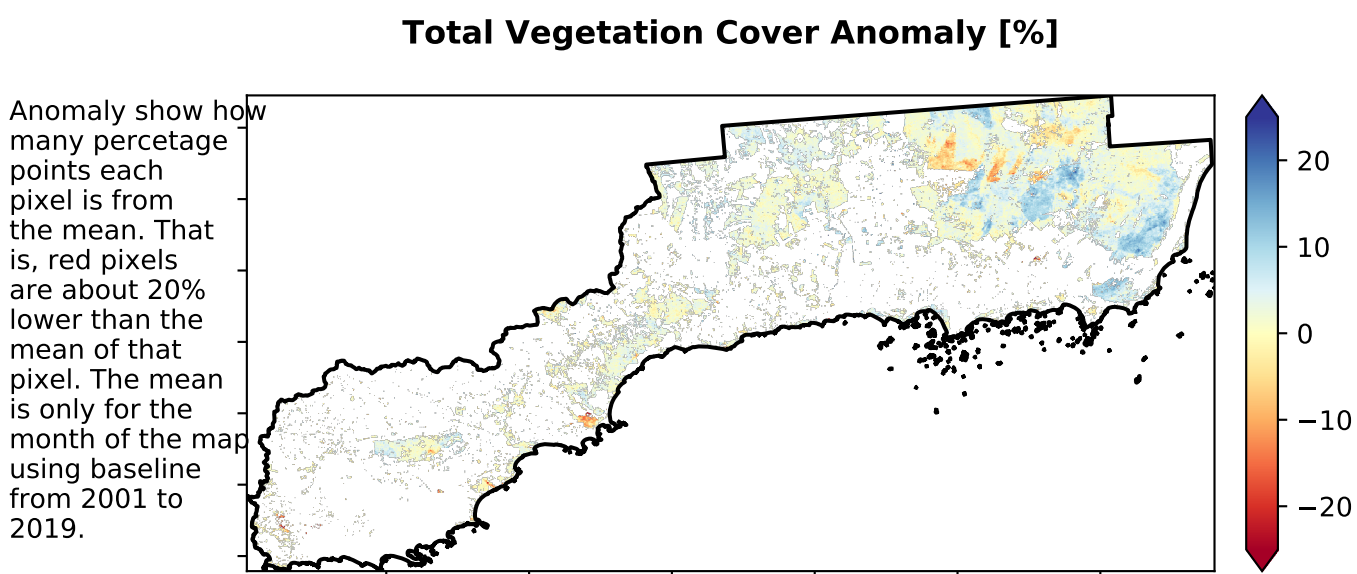 Total Vegetation Cover Anomaly [%]
Anomaly show how
many percetage
points each
pixel is from
the mean. That
is, red pixels
are about 20%
lower than the
mean of that
pixel. The mean
is only for the
month of the map
using baseline
from 2001 to
2019.
20
10
0
−10
−20